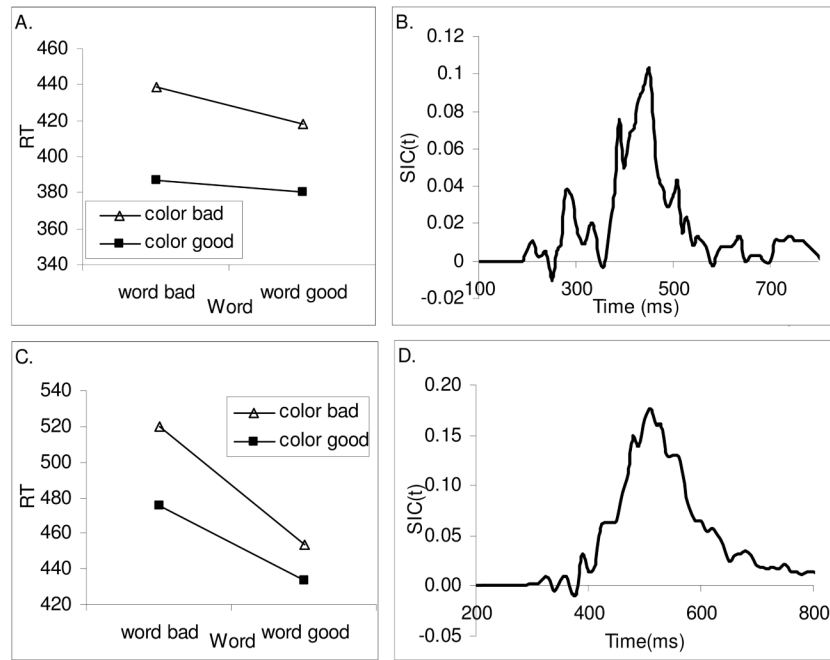 A.
460
440
420
400
380
360
340
RT
color bad
color good
word bad
word good
Word
B.
0.12
0.1
0.08
0.06
0.04
0.02
0
-0.02
SIC(t)
100
300
500
700
Time (ms)
C.
540
520
500
480
460
440
420
RT
color bad
color good
word bad
word good
Word
D.
0.20
0.15
0.10
0.05
0.00
-0.05
SIC(t)
200
400
600
800
Time(ms)